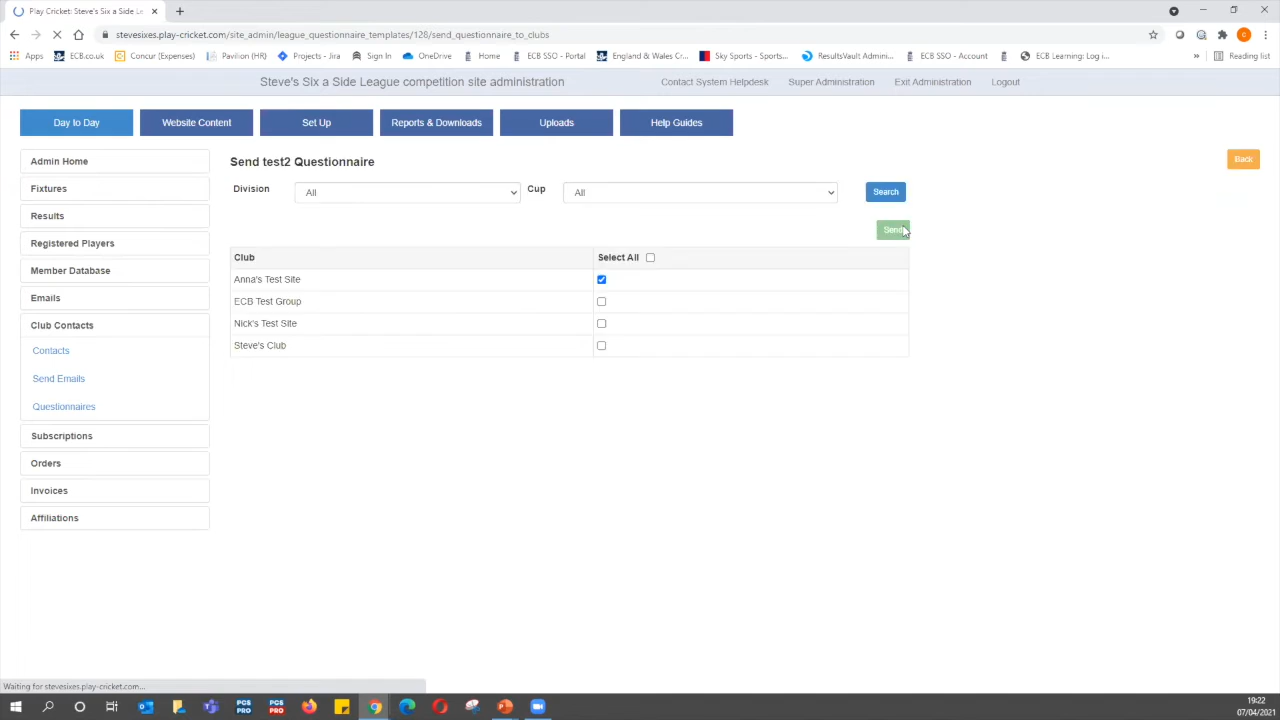 Play Cricket: Steve's Six a Side Le
stevesixes.play-cricket.com/site_admin/league_questionnaire_templates/128/send_questionnaire_to_clubs
Apps ECB.co.uk Concur (Expenses) Pavilion (HR) Projects - Jira Sign In OneDrive Home ECB SSO - Portal England & Wales Cr... Sky Sports - Sports... ResultsVault Admini... ECB SSO - Account ECB Learning: Log i... » Reading list
Steve's Six a Side League competition site administration Contact System Helpdesk Super Administration Exit Administration Logout
Day to Day Website Content Set Up Reports & Downloads Uploads Help Guides
Admin Home
Fixtures
Results
Registered Players
Member Database
Emails
Club Contacts
Contacts
Send Emails
Questionnaires
Subscriptions
Orders
Invoices
Affiliations
Send test2 Questionnaire
Back
Division All Cup All Search
Send
Club Select All
Anna's Test Site
ECB Test Group
Nick's Test Site
Steve's Club
Waiting for stevesixes.play-cricket.com...
PCS PRO PCS PRO
19:22
07/04/2021